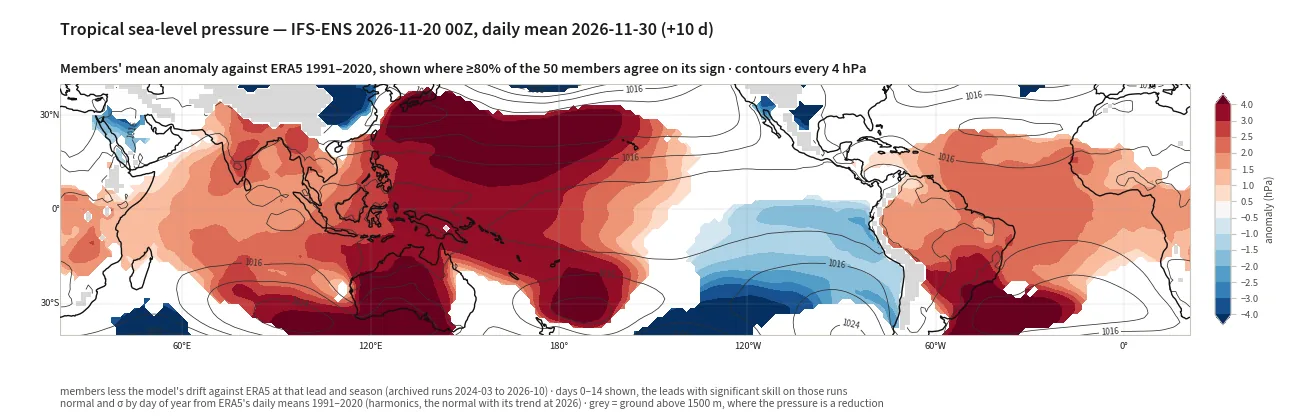 Tropical sea-level pressure — IFS-ENS 2026-11-20 00Z, daily mean 2026-11-30 (+10 d)
Members' mean anomaly against ERA5 1991–2020, shown where ≥80% of the 50 members agree on its sign · contours every 4 hPa
30°N
0°
30°S
60°E
120°E
180°
120°W
60°W
0°
1016
1016
1016
1016
1016
1016
1016
1024
1016
4.0
3.0
2.5
2.0
1.5
1.0
0.5
−0.5
−1.0
−1.5
−2.0
−2.5
−3.0
−4.0
anomaly (hPa)
members less the model's drift against ERA5 at that lead and season (archived runs 2024-03 to 2026-10) · days 0–14 shown, the leads with significant skill on those runs
normal and σ by day of year from ERA5's daily means 1991–2020 (harmonics, the normal with its trend at 2026) · grey = ground above 1500 m, where the pressure is a reduction